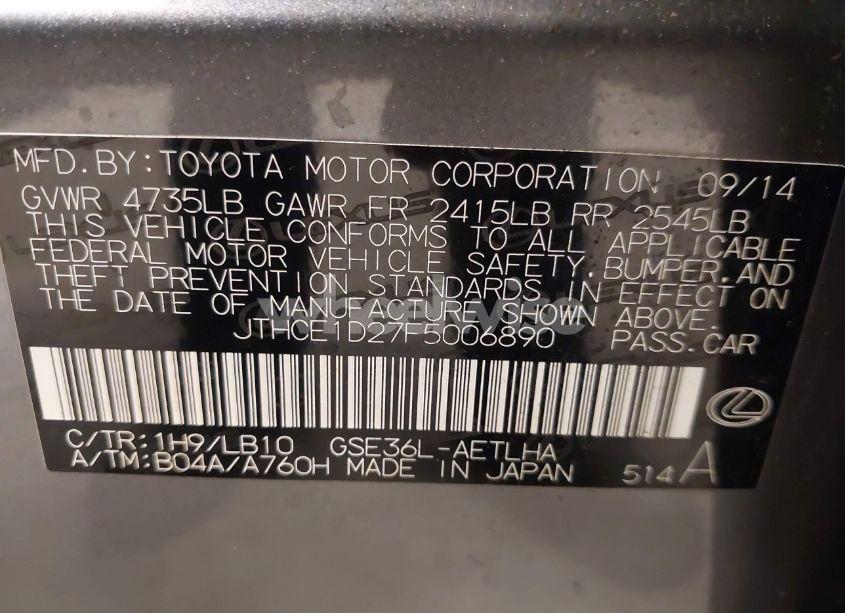 MFD.BY:TOYOTA MOTOR CORPORATION 09/14
GVWR 4735LB GAWR FR 2415LB RR 2545LB
THIS VEHICLE CONFORMS TO ALL APPLICABLE
FEDERAL MOTOR VEHICLE SAFETY,BUMPER,AND
THEFT PREVENTION STANDARDS IN EFFECT ON
THE DATE OF MANUFACTURE SHOWN ABOVE.
JTHCE1D27F5006890 PASS.CAR
C/TR:1H9/LB10 GSE36L-AETLHA
A/TM:B04A/A760H MADE IN JAPAN 514A